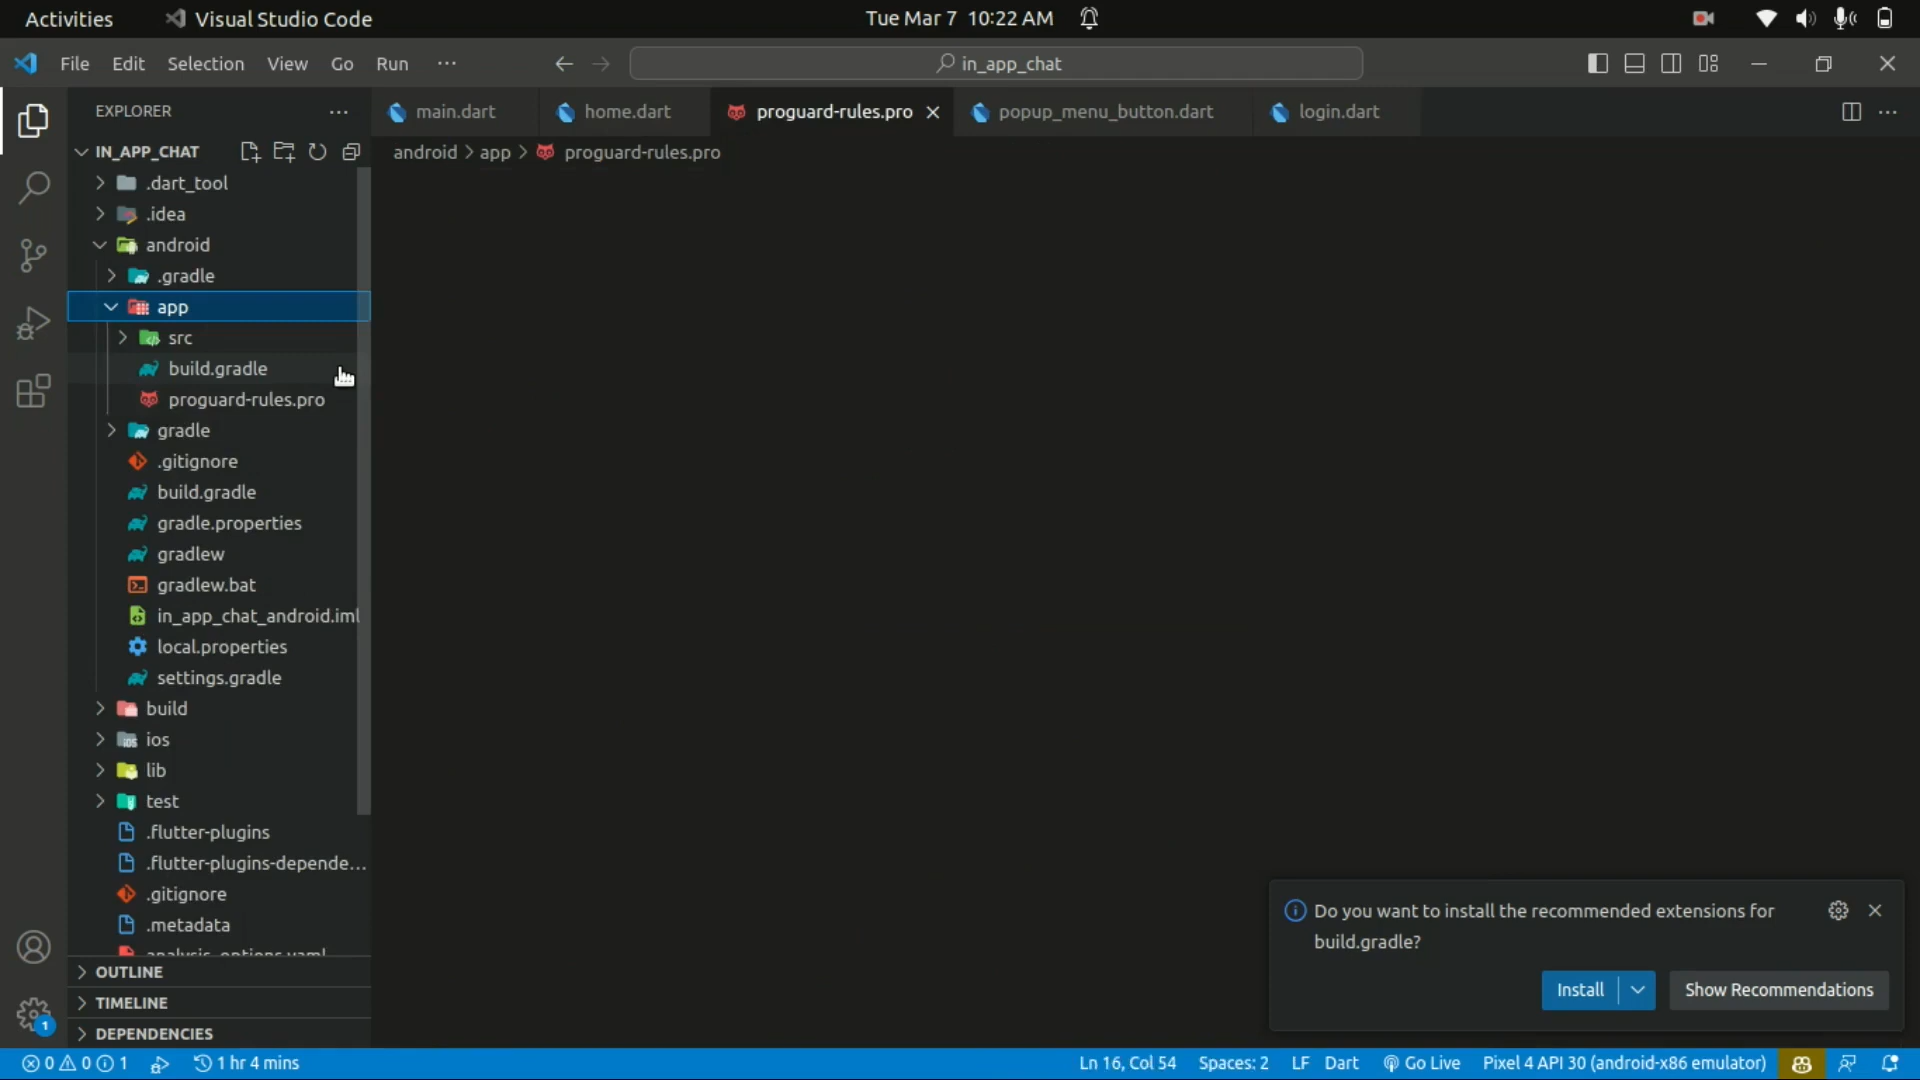 Activities Visual Studio Code Tue Mar 7 10:22 AM
File Edit Selection View Go Run ··· in_app_chat
EXPLORER ···
main.dart home.dart proguard-rules.pro popup_menu_button.dart login.dart ···
IN_APP_CHAT
android > app > proguard-rules.pro
.dart_tool
.idea
android
.gradle
app
src
build.gradle
proguard-rules.pro
gradle
.gitignore
build.gradle
gradle.properties
gradlew
gradlew.bat
in_app_chat_android.iml
local.properties
settings.gradle
build
ios
lib
test
.flutter-plugins
.flutter-plugins-depende...
.gitignore
.metadata
analysis_options.yaml
OUTLINE
TIMELINE
DEPENDENCIES
Do you want to install the recommended extensions for
build.gradle?
Install Show Recommendations
1
0 0 1 1 hr 4 mins Ln 16, Col 54 Spaces: 2 LF Dart Go Live Pixel 4 API 30 (android-x86 emulator)